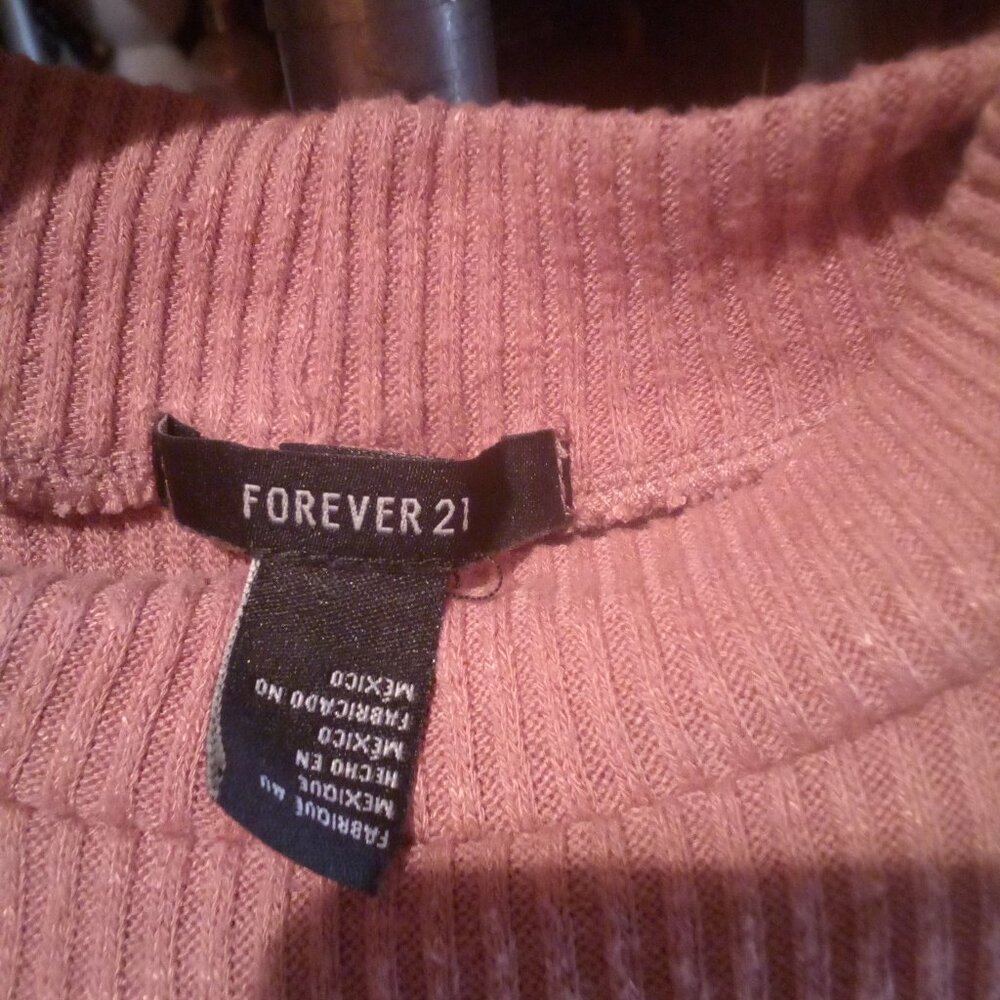 FOREVER 21
FABRIQUÉ AU
MEXIQUE
HECHO EN
MÉXICO
FABRICADO NO
MÉXICO